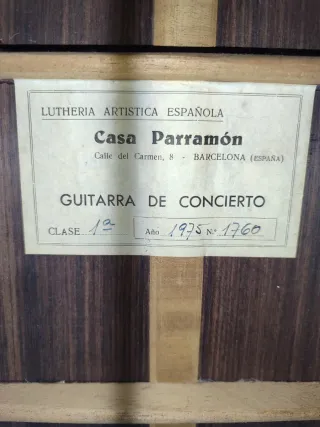 LUTHERIA ARTISTICA ESPAÑOLA
Casa Parramón
Calle del Carmen, 8 - BARCELONA (ESPAÑA)
GUITARRA DE CONCIERTO
CLASE 1ª Año 1975 N.º 1760